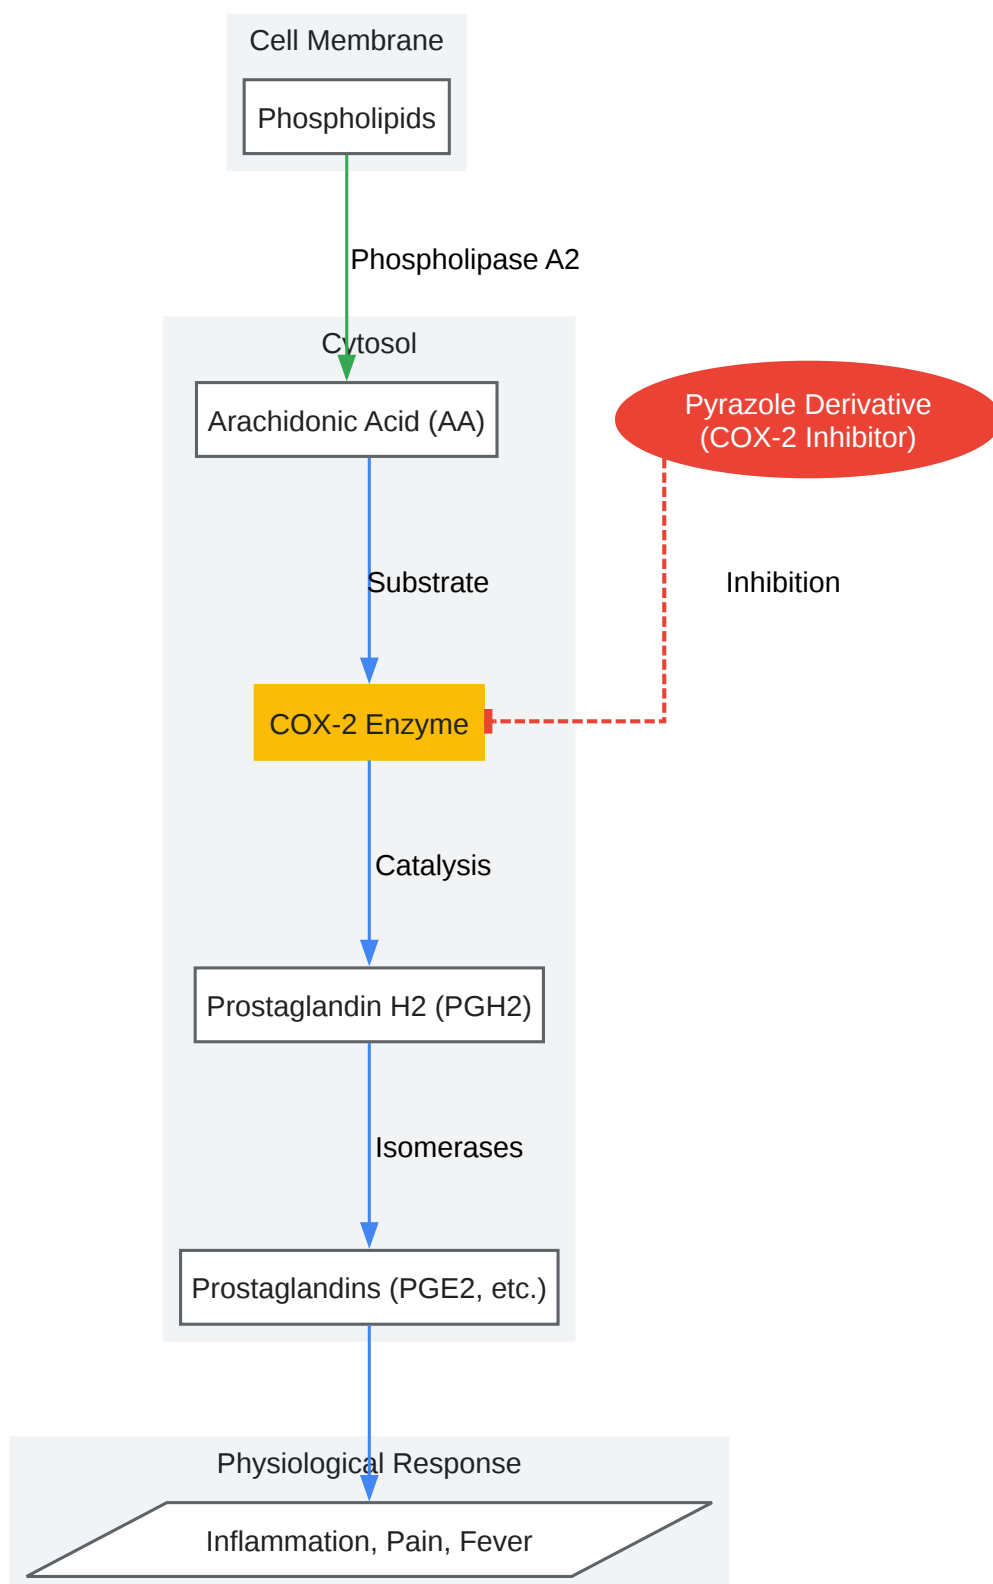 Cell Membrane
Phospholipids
Phospholipase A2
Cytosol
Arachidonic Acid (AA)
Pyrazole Derivative
(COX-2 Inhibitor)
Substrate
Inhibition
COX-2 Enzyme
Catalysis
Prostaglandin H2 (PGH2)
Isomerases
Prostaglandins (PGE2, etc.)
Physiological Response
Inflammation, Pain, Fever